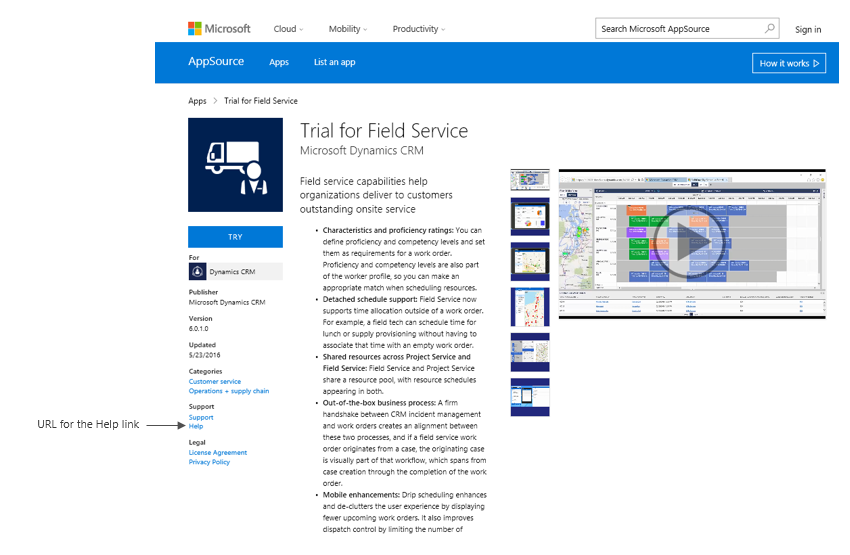 Microsoft
Cloud
Mobility
Productivity
Search Microsoft AppSource
Sign in
AppSource
Apps
List an app
How it works
Apps > Trial for Field Service
Trial for Field Service
Microsoft Dynamics CRM
Field service capabilities help
organizations deliver to customers
outstanding onsite service
• Characteristics and proficiency ratings: You can
define proficiency and competency levels and set
them as requirements for a work order.
Proficiency and competency levels are also part
of the worker profile, so you can make an
appropriate match when scheduling resources.
• Detached schedule support: Field Service now
supports time allocation outside of a work order.
For example, a field tech can schedule time for
lunch or supply provisioning without having to
associate that time with an empty work order.
• Shared resources across Project Service and
Field Service: Field Service and Project Service
share a resource pool, with resource schedules
appearing in both.
• Out-of-the-box business process: A firm
handshake between CRM incident management
and work orders creates an alignment between
these two processes, and if a field service work
order originates from a case, the originating case
is visually part of that workflow, which spans from
case creation through the completion of the work
order.
• Mobile enhancements: Drip scheduling enhances
and de-clutters the user experience by displaying
fewer upcoming work orders. It also improves
dispatch control by limiting the number of
TRY
For
Dynamics CRM
Publisher
Microsoft Dynamics CRM
Version
6.0.1.0
Updated
5/23/2016
Categories
Customer service
Operations + supply chain
Support
Support
Help
Legal
License Agreement
Privacy Policy
URL for the Help link